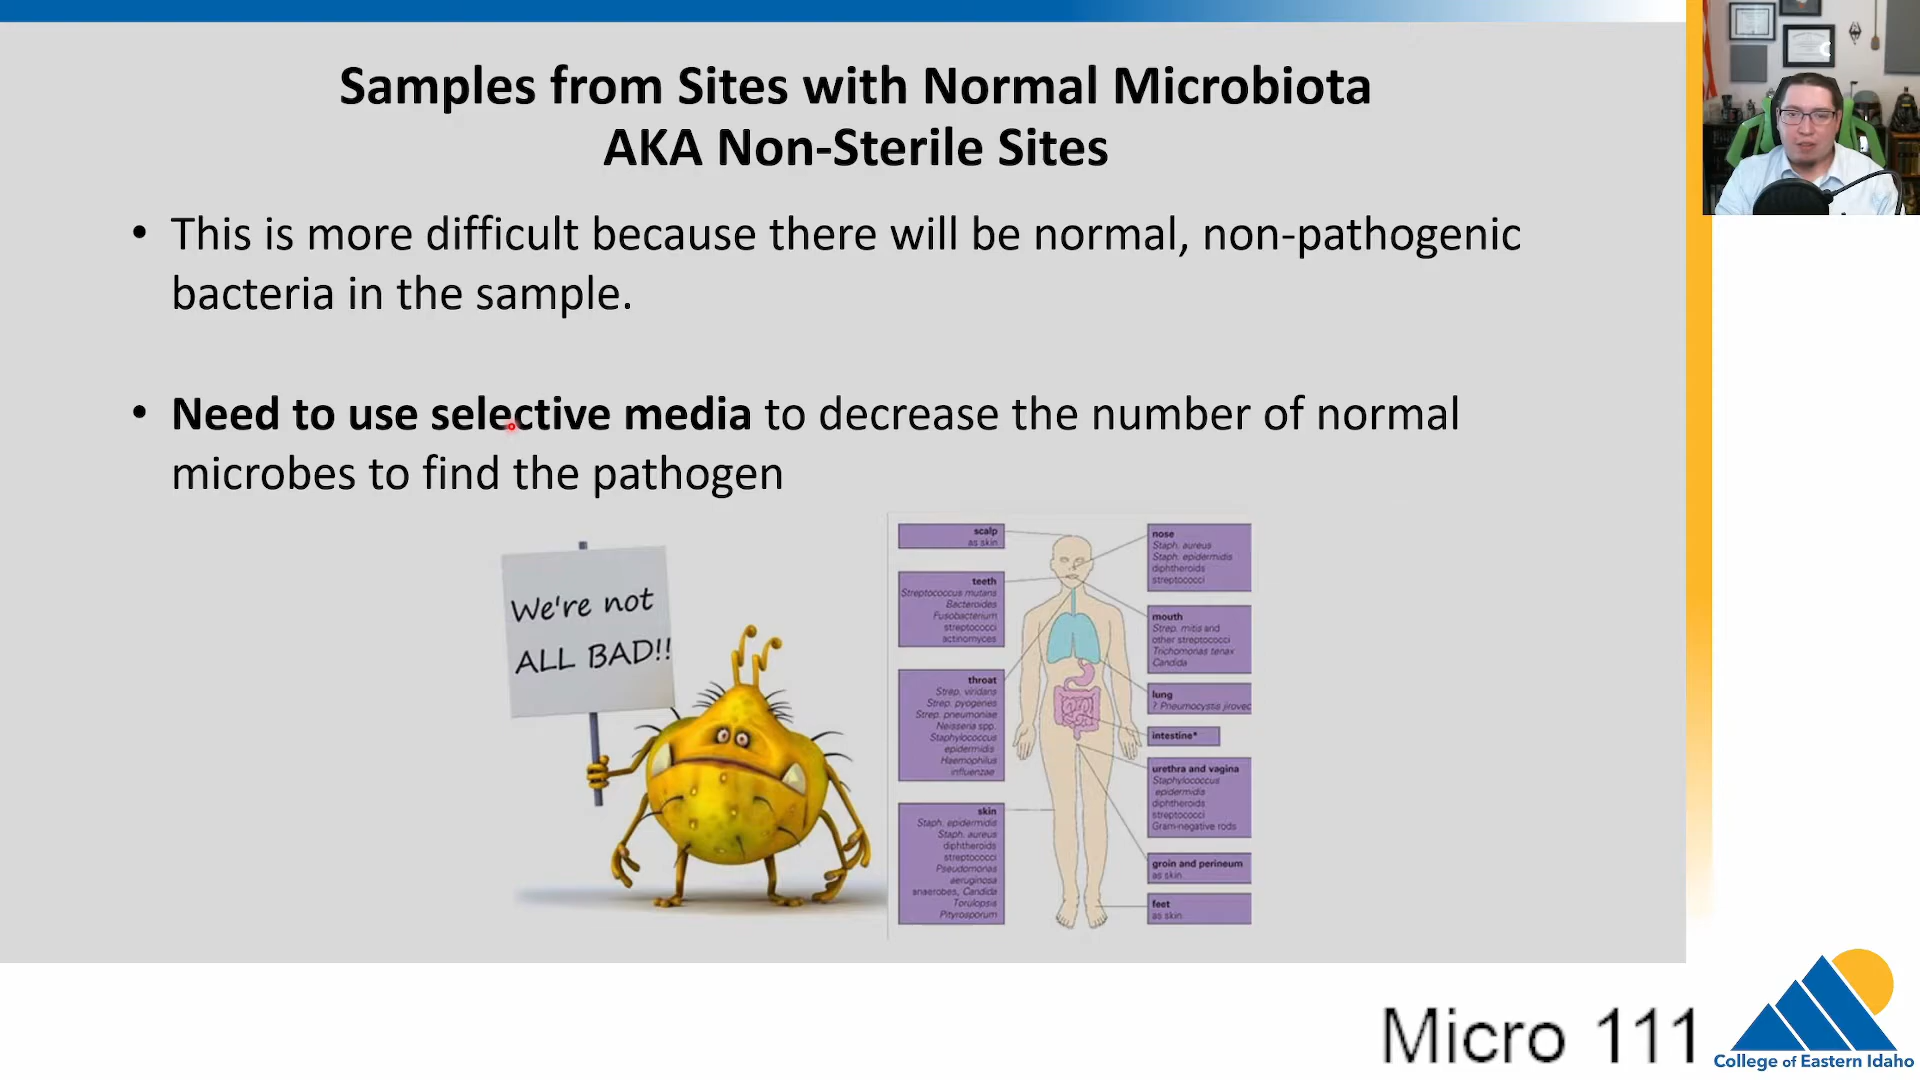 Samples from Sites with Normal Microbiota
AKA Non-Sterile Sites
• This is more difficult because there will be normal, non-pathogenic
bacteria in the sample.
• Need to use selective media to decrease the number of normal
microbes to find the pathogen
We're not
ALL BAD!!
scalp
as skin
teeth
Streptococcus mutans
Bacteroides
Fusobacterium
streptococci
actinomyces
throat
Strep. viridans
Strep. pyogenes
Strep. pneumoniae
Neisseria spp.
Staphylococcus
epidermidis
Haemophilus
influenzae
skin
Staph. epidermidis
Staph. aureus
diphtheroids
streptococci
Pseudomonas
aeruginosa
anaerobes, Candida
Torulopsis
Pityrosporum
nose
Staph. aureus
Staph. epidermidis
diphtheroids
streptococci
mouth
Strep. mitis and
other streptococci
Trichomonas tenax
Candida
lung
? Pneumocystis jirovec
intestine*
urethra and vagina
Staphylococcus
epidermidis
diphtheroids
streptococci
Gram-negative rods
groin and perineum
as skin
feet
as skin
Micro 111
College of Eastern Idaho